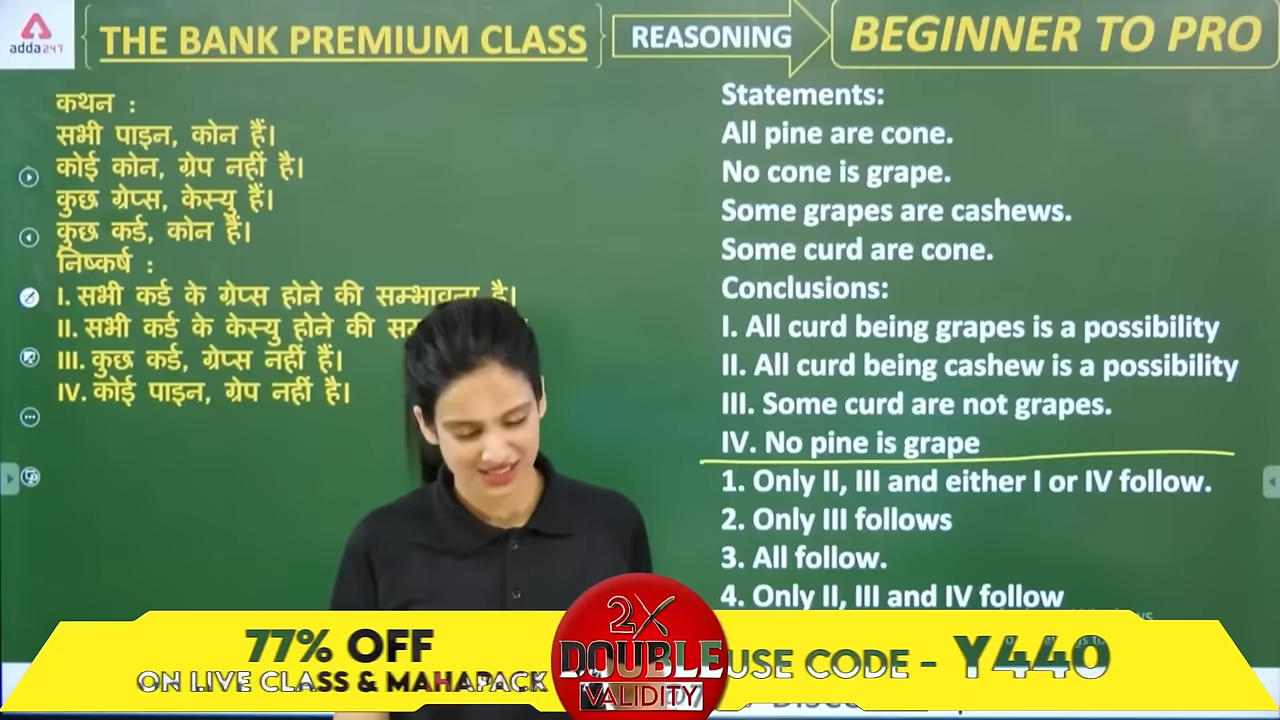 adda247
THE BANK PREMIUM CLASS
REASONING
BEGINNER TO PRO
कथन :
सभी पाइन, कोन हैं।
कोई कोन, ग्रेप नहीं है।
कुछ ग्रेप्स, केस्यु हैं।
कुछ कर्ड, कोन हैं।
निष्कर्ष :
I. सभी कर्ड के ग्रेप्स होने की सम्भावना है।
II. सभी कर्ड के केस्यु होने की
III. कुछ कर्ड, ग्रेप्स नहीं हैं।
IV. कोई पाइन, ग्रेप नहीं है।
Statements:
All pine are cone.
No cone is grape.
Some grapes are cashews.
Some curd are cone.
Conclusions:
I. All curd being grapes is a possibility
II. All curd being cashew is a possibility
III. Some curd are not grapes.
IV. No pine is grape
1. Only II, III and either I or IV follow.
2. Only III follows
3. All follow.
4. Only II, III and IV follow
77% OFF
ON LIVE CLASS & MAHAPACK
2X
DOUBLE
VALIDITY
USE CODE - Y440